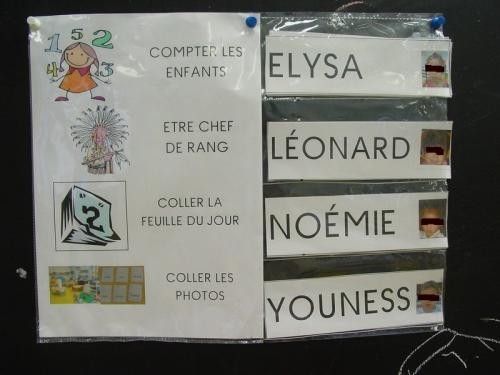 1 5 2
4 3
COMPTER LES
ENFANTS
ELYSA
ETRE CHEF
DE RANG
LÉONARD
2
COLLER LA
FEUILLE DU JOUR
NOÉMIE
COLLER LES
PHOTOS
YOUNESS